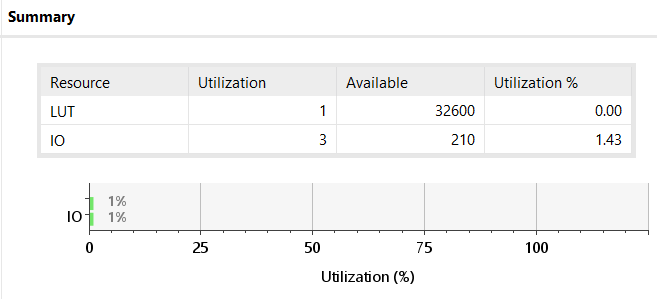 Summary
Resource Utilization Available Utilization %
LUT 1 32600 0.00
IO 3 210 1.43
1%
IO 1%
0 25 50 75 100
Utilization (%)